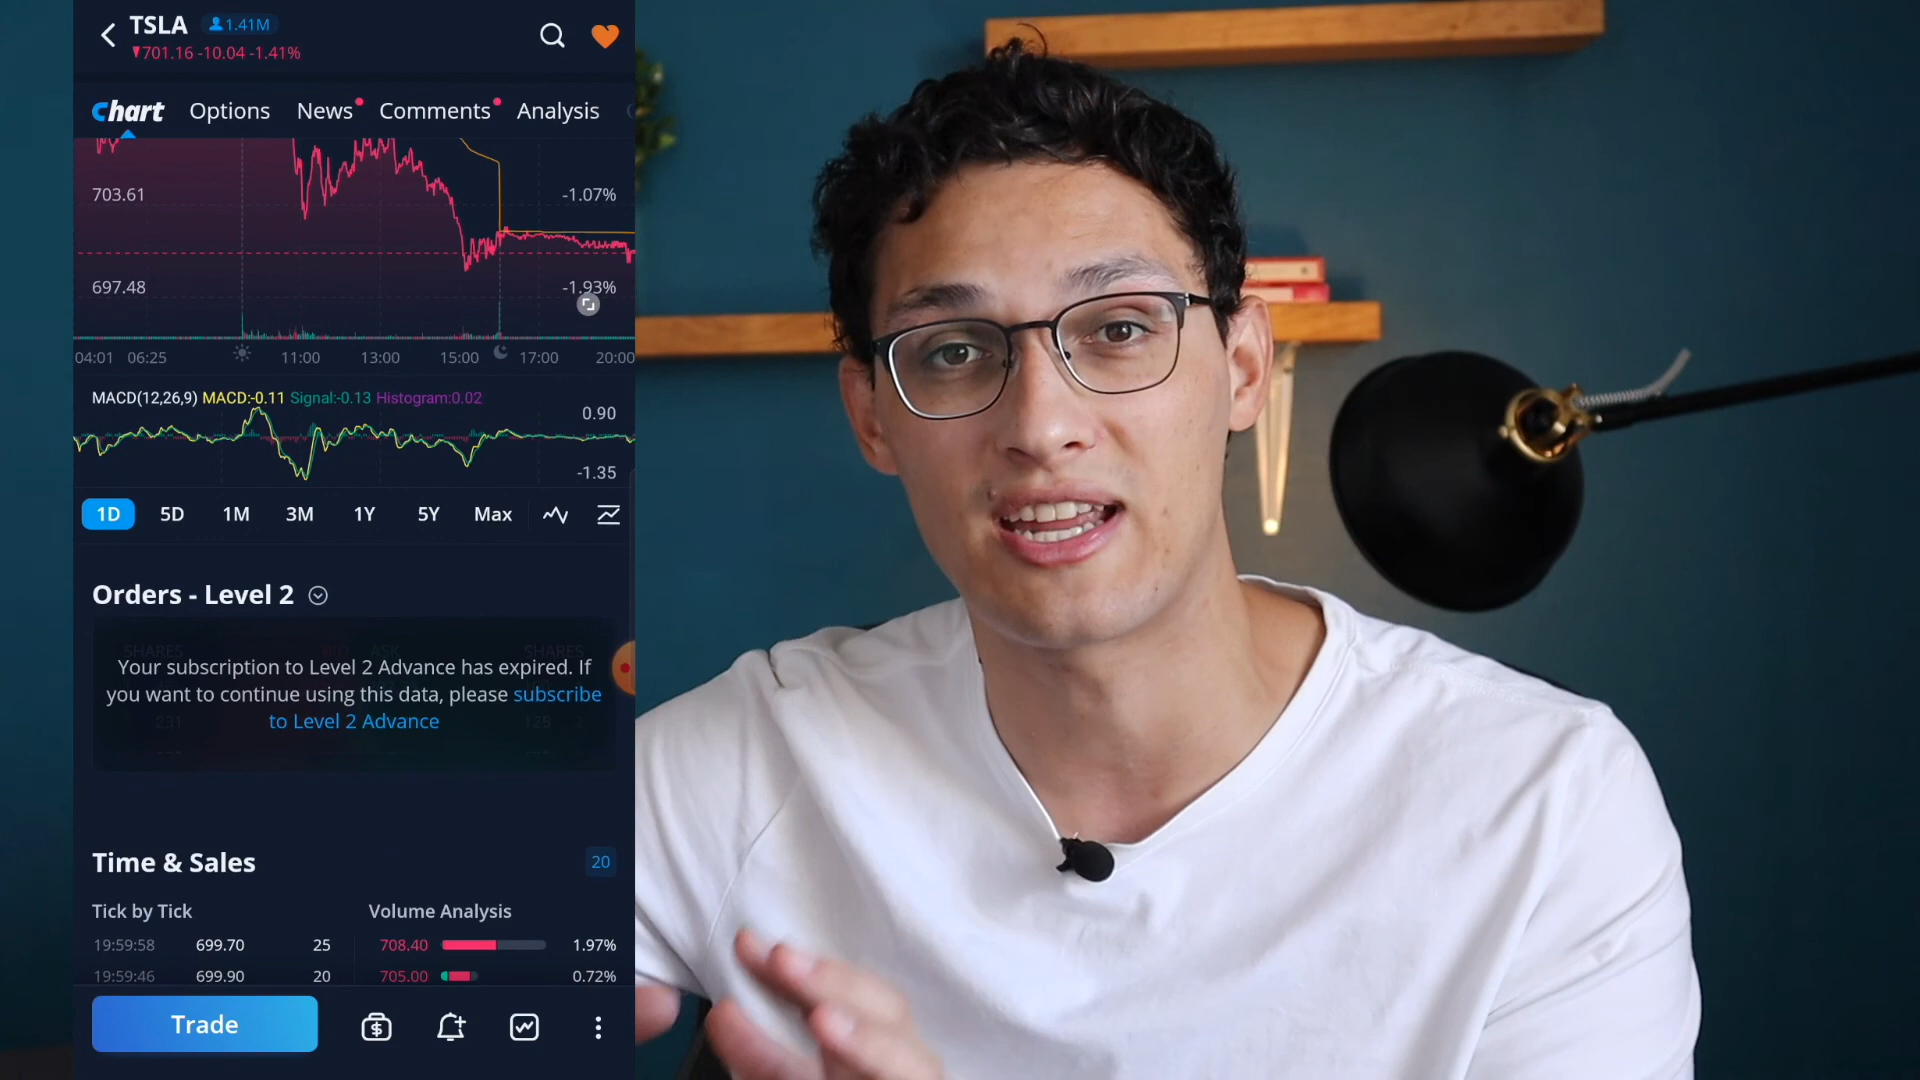 TSLA 1.41M
701.16 -10.04 -1.41%
Chart Options News Comments Analysis
703.61 -1.07%
697.48 -1.93%
04:01 06:25 11:00 13:00 15:00 17:00 20:00
MACD(12,26,9) MACD:-0.11 Signal:-0.13 Histogram:0.02
0.90
-1.35
1D 5D 1M 3M 1Y 5Y Max
Orders - Level 2
SHARES ASK SHARES
Your subscription to Level 2 Advance has expired. If
you want to continue using this data, please subscribe
to Level 2 Advance
231 128
Time & Sales 20
Tick by Tick Volume Analysis
19:59:58 699.70 25 708.40 1.97%
19:59:46 699.90 20 705.00 0.72%
Trade